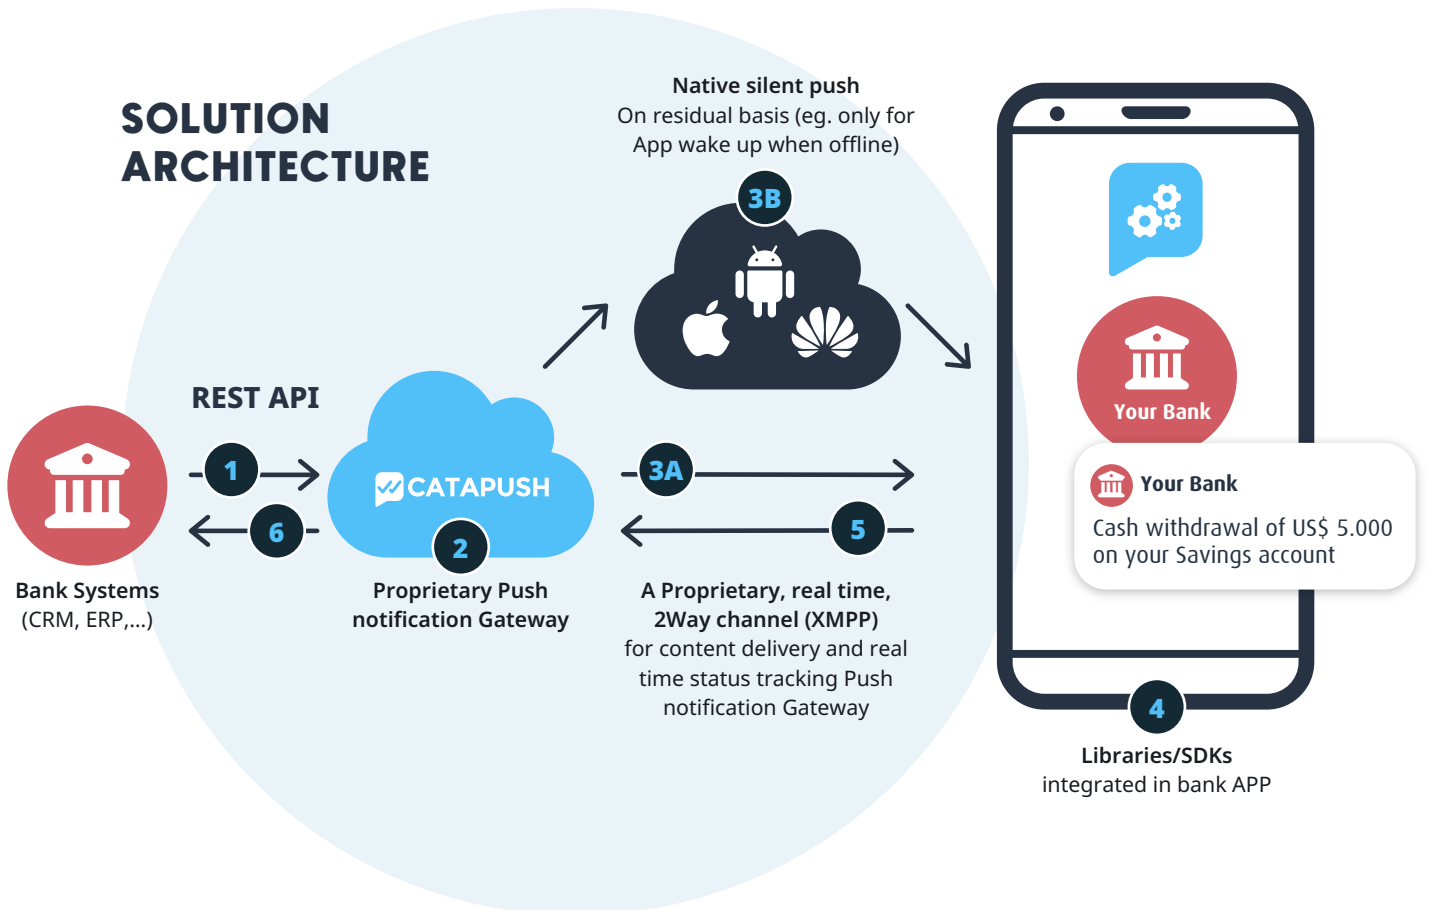 SOLUTION
ARCHITECTURE
Native silent push
On residual basis (eg. only for
App wake up when offline)
3B
REST API
1
6
CATAPUSH
2
3A
5
Bank Systems
(CRM, ERP,...)
Proprietary Push
notification Gateway
A Proprietary, real time,
2Way channel (XMPP)
for content delivery and real
time status tracking Push
notification Gateway
Your Bank
Your Bank
Cash withdrawal of US$ 5.000
on your Savings account
4
Libraries/SDKs
integrated in bank APP